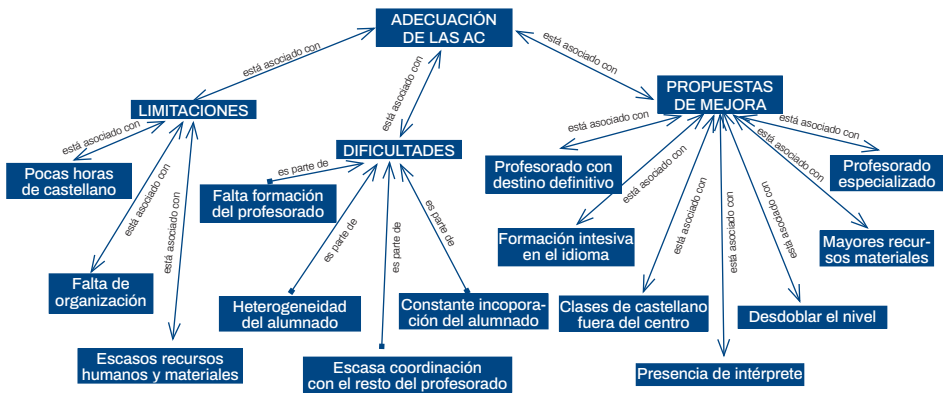 ADECUACIÓN
DE LAS AC
está asociado con
está asociado con
está asociado con
LIMITACIONES
DIFICULTADES
PROPUESTAS
DE MEJORA
está asociado con
Pocas horas
de castellano
está asociado con
Falta de
organización
está asociado con
Escasos recursos
humanos y materiales
es parte de
Falta formación
del profesorado
es parte de
Heterogeneidad
del alumnado
es parte de
Escasa coordinación
con el resto del profesorado
es parte de
Constante incopora-
ción del alumnado
está asociado con
Profesorado con
destino definitivo
está asociado con
Formación intesiva
en el idioma
está asociado con
Clases de castellano
fuera del centro
está asociado con
Presencia de intérprete
está asociado con
Desdoblar el nivel
está asociado con
Mayores recur-
sos materiales
está asociado con
Profesorado
especializado